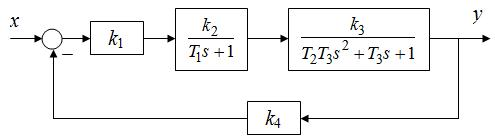 x
y
−
k₁
k₂
T₁s + 1
k₃
T₂T₃s² + T₃s + 1
k₄